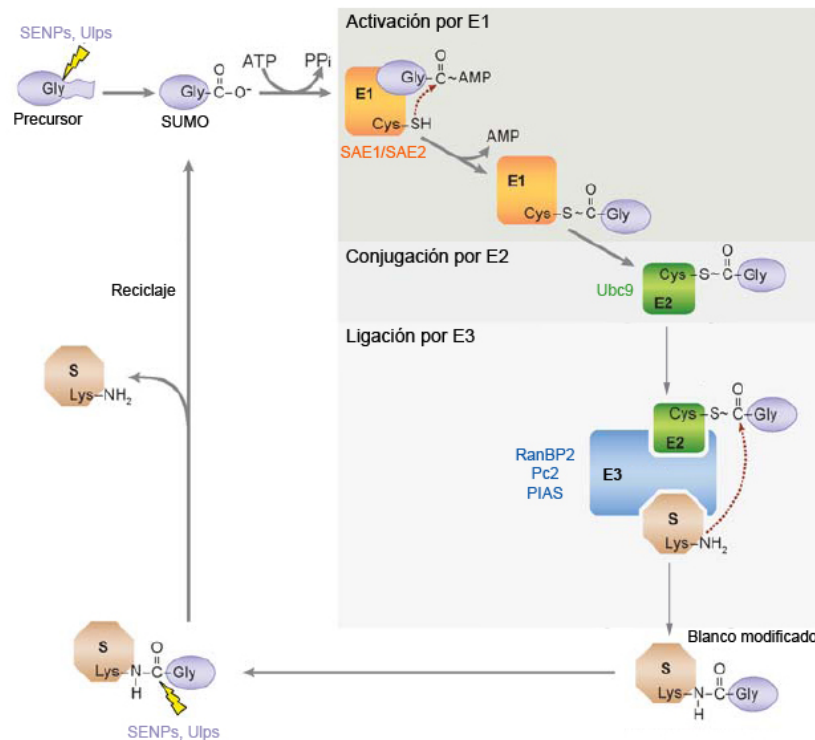 SENPs, Ulps
Gly
Precursor
Gly-C-O⁻
O
SUMO
ATP
PPi
Activación por E1
E1
Gly
O
C~AMP
Cys-SH
SAE1/SAE2
AMP
E1
O
Cys-S~C-Gly
Conjugación por E2
Ubc9
O
Cys-S~C-Gly
E2
Ligación por E3
O
Cys-S~C-Gly
E2
RanBP2
Pc2
PIAS
E3
S
Lys-NH₂
Blanco modificado
S
O
Lys-N-C-Gly
H
Reciclaje
S
Lys-NH₂
S
O
Lys-N-C-Gly
H
SENPs, Ulps